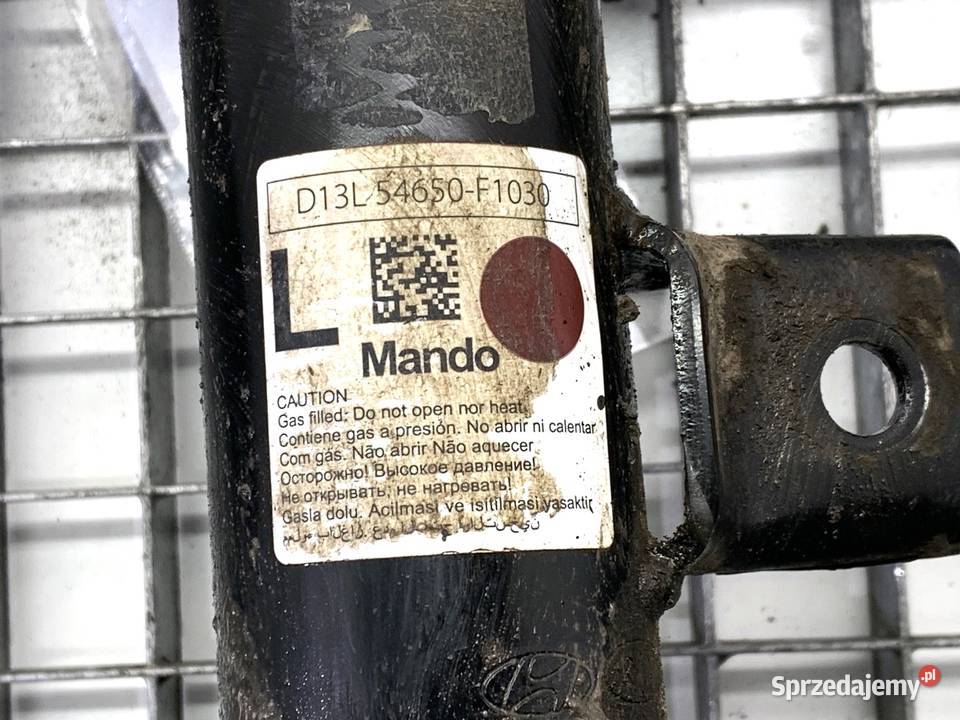 D13L 54650-F1030
L
Mando
CAUTION
Gas filled: Do not open nor heat.
Contiene gas a presión. No abrir ni calentar
Com gás. Não abrir Não aquecer
Осторожно! Высокое давление!
Не открывать, не нагревать!
Gasla dolu. Acilmasi ve isitilmasi yasaktir
Sprzedajemy.pl